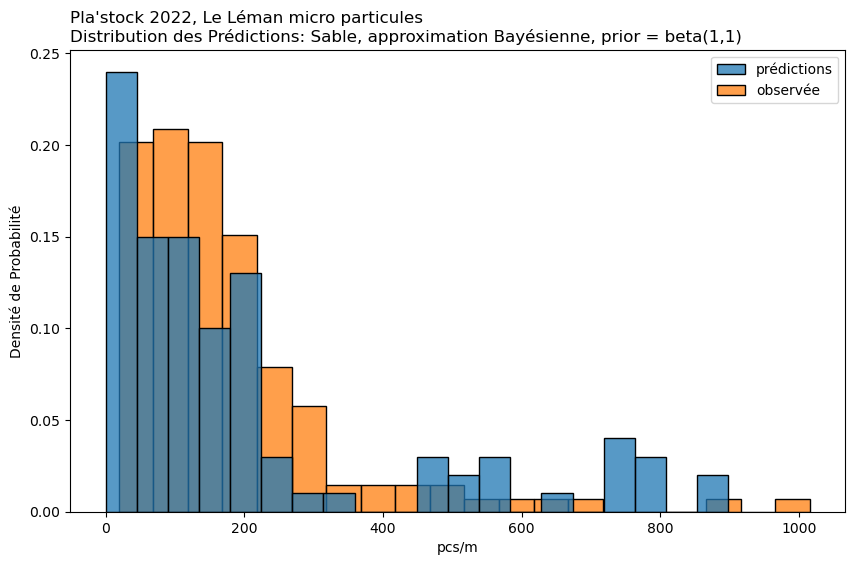 Pla'stock 2022, Le Léman micro particules
Distribution des Prédictions: Sable, approximation Bayésienne, prior = beta(1,1)
prédictions
observée
Densité de Probabilité
0.25
0.20
0.15
0.10
0.05
0.00
0
200
400
600
800
1000
pcs/m